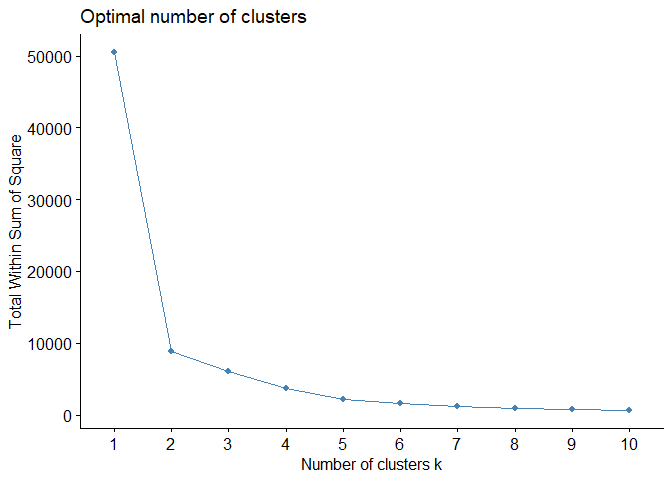 Optimal number of clusters
Total Within Sum of Square
50000
40000
30000
20000
10000
0
1 2 3 4 5 6 7 8 9 10
Number of clusters k